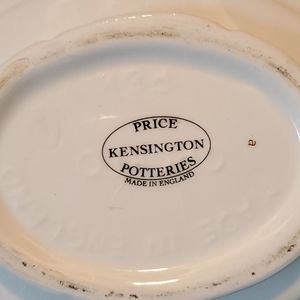 PRICE
KENSINGTON
POTTERIES
MADE IN ENGLAND
a